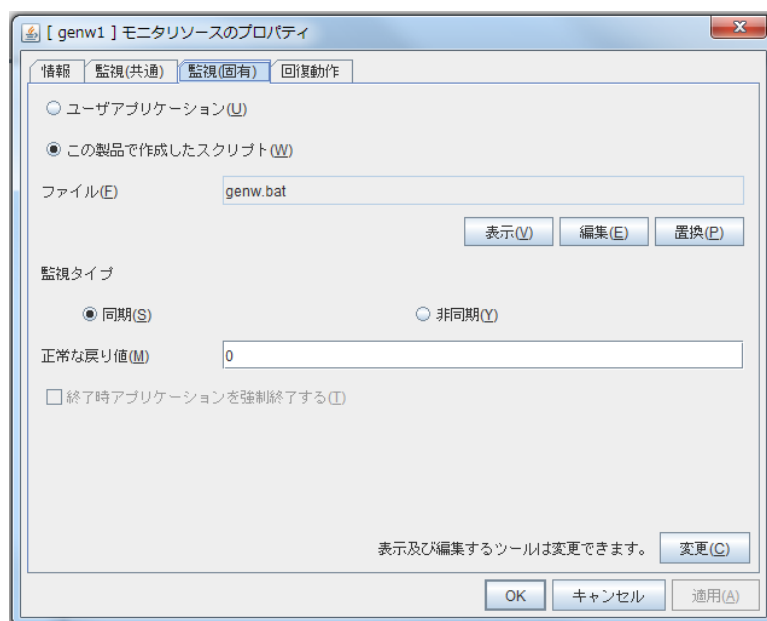 [ genw1 ] モニタリソースのプロパティ
情報 監視(共通) 監視(固有) 回復動作
ユーザアプリケーション(U)
この製品で作成したスクリプト(W)
ファイル(F) genw.bat
表示(V) 編集(E) 置換(P)
監視タイプ
同期(S) 非同期(Y)
正常な戻り値(M) 0
終了時アプリケーションを強制終了する(T)
表示及び編集するツールは変更できます。 変更(C)
OK キャンセル 適用(A)